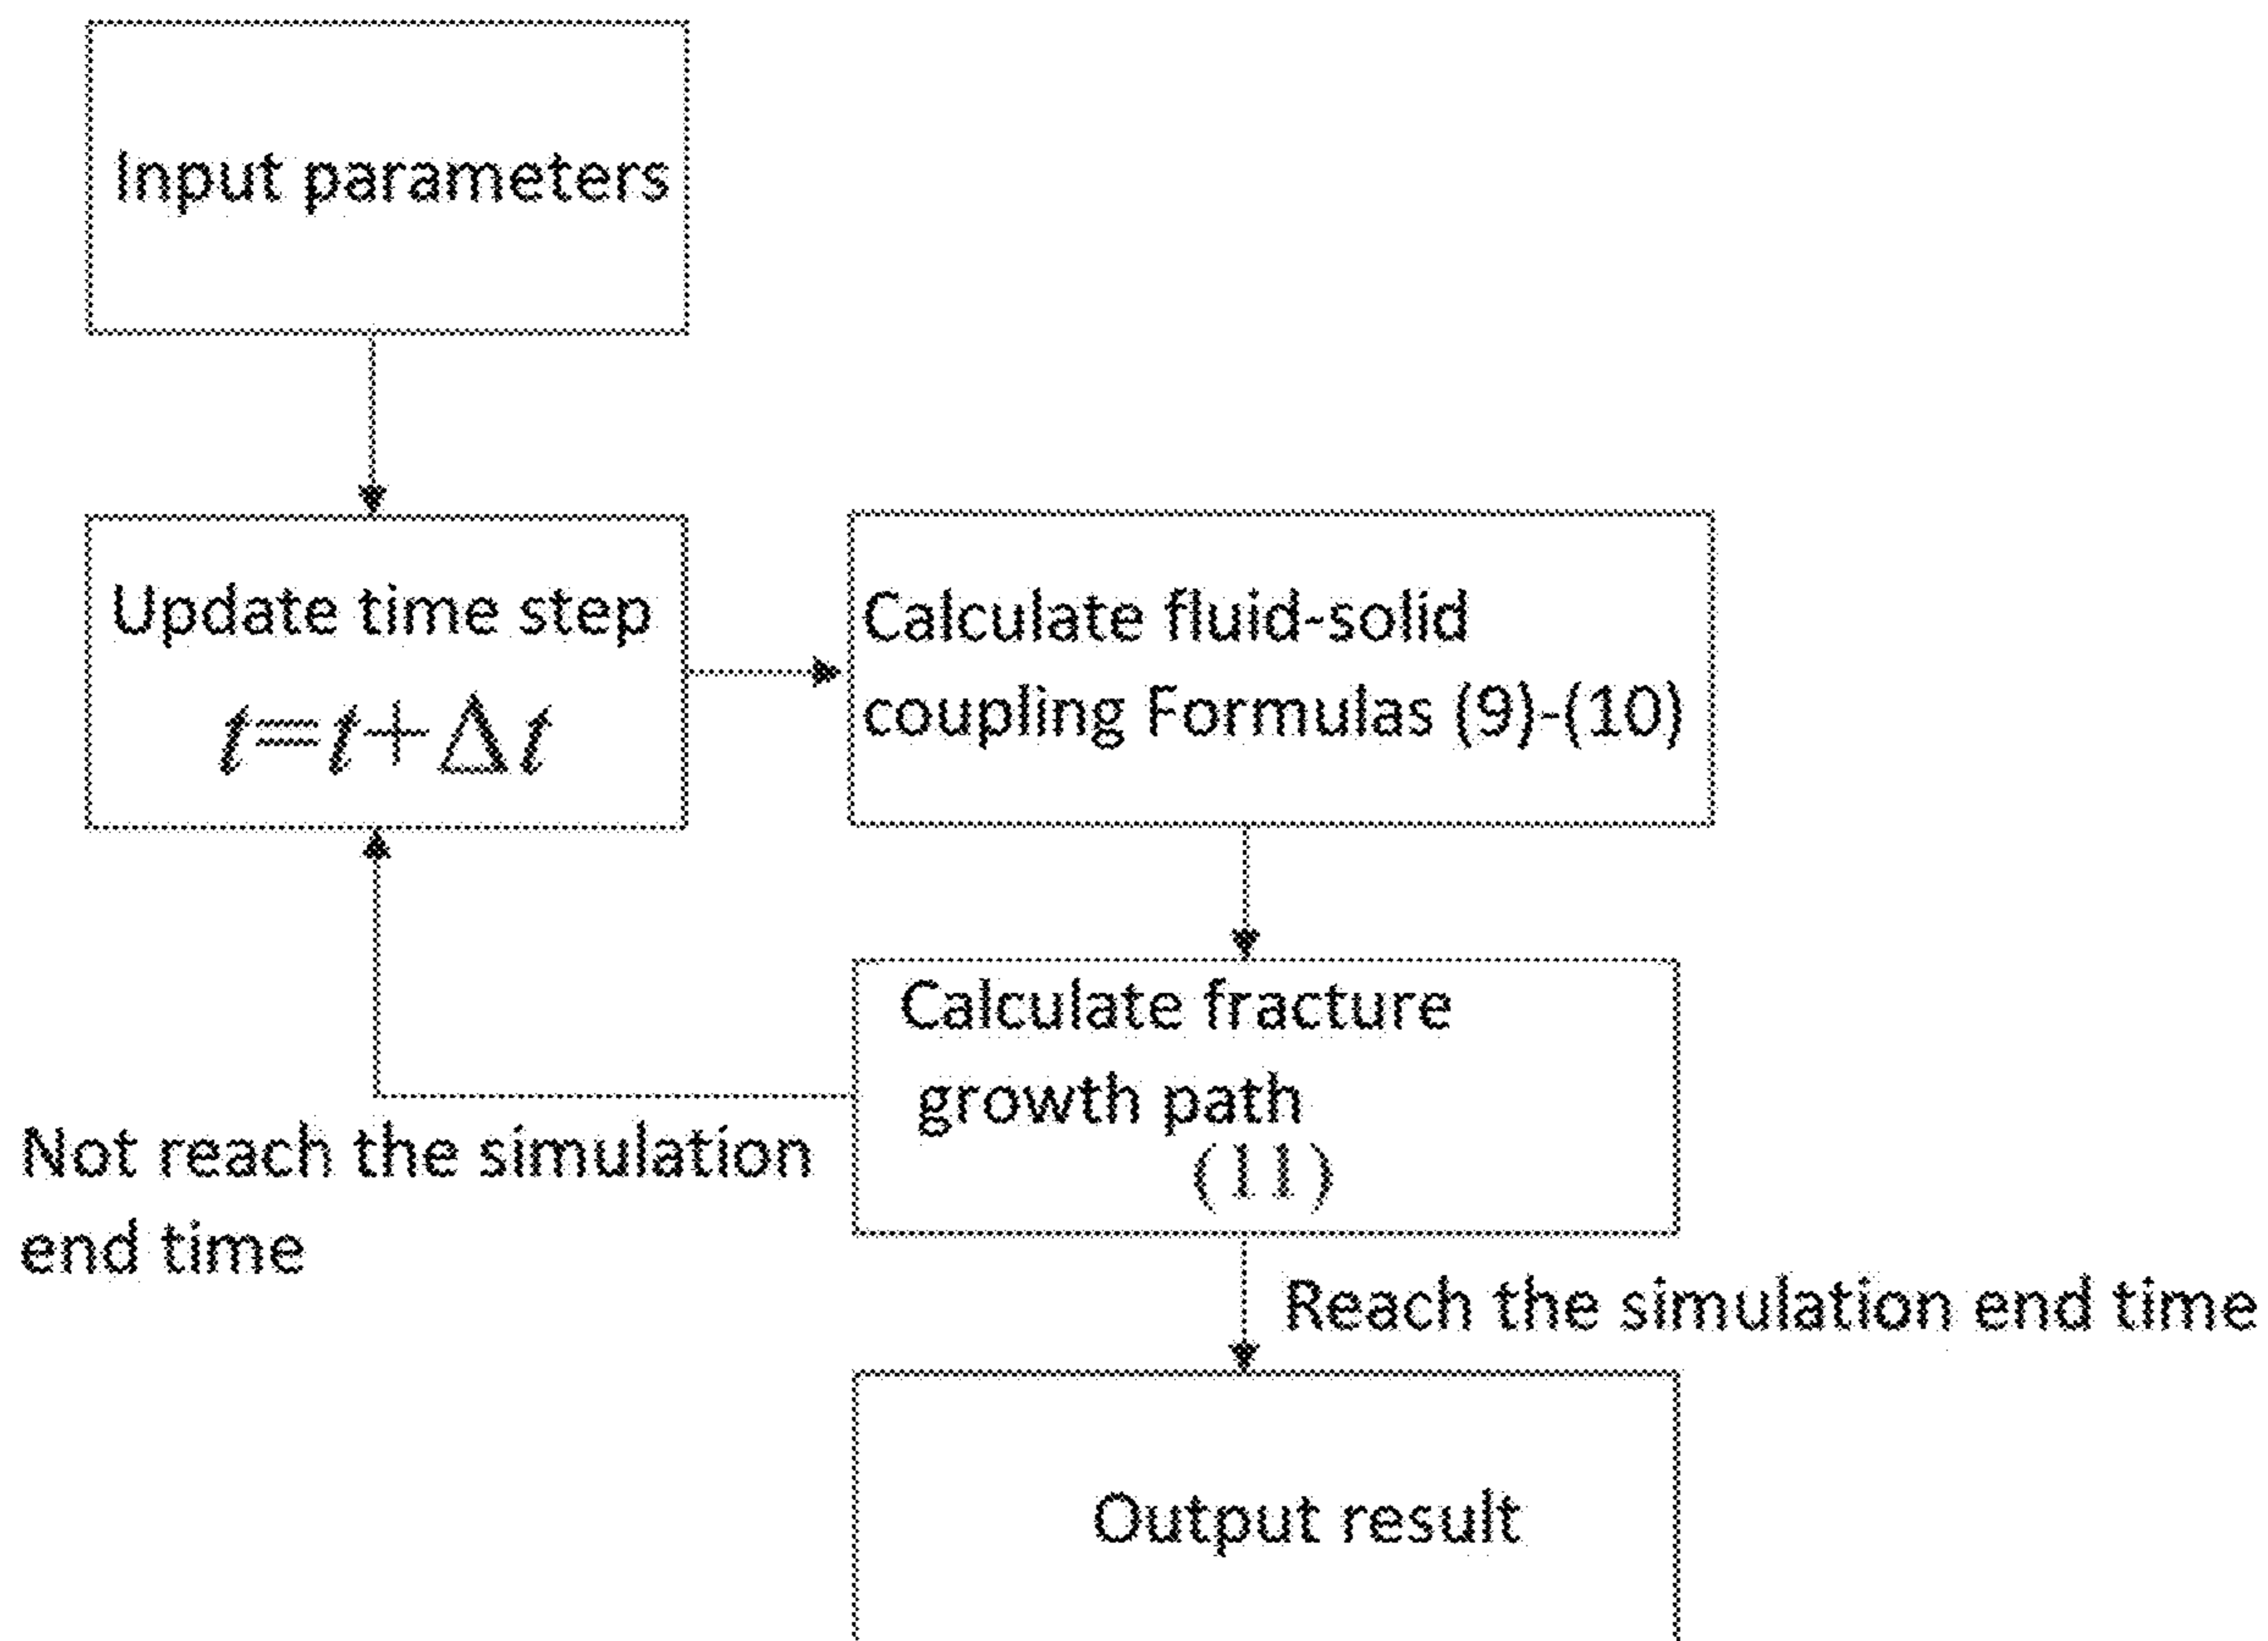 Input parameters
Update time step
t=t+Δt
Calculate fluid-solid
coupling Formulas (9)-(10)
Calculate fracture
growth path
(11)
Not reach the simulation
end time
Reach the simulation end time
Output result